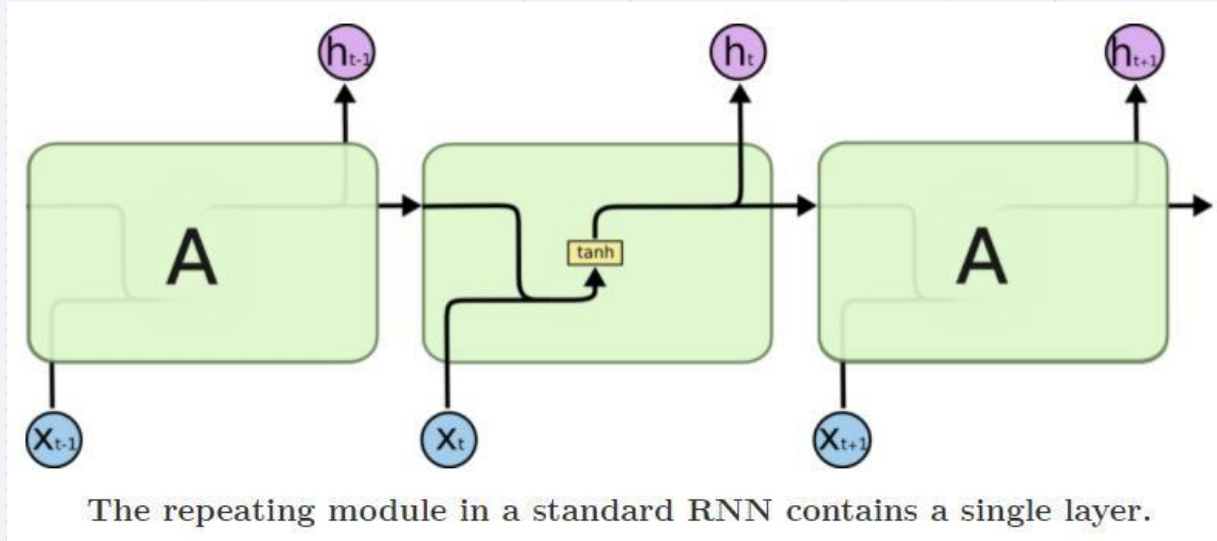 ht-1 ht ht+1
A A
tanh
xt-1 xt xt+1
The repeating module in a standard RNN contains a single layer.